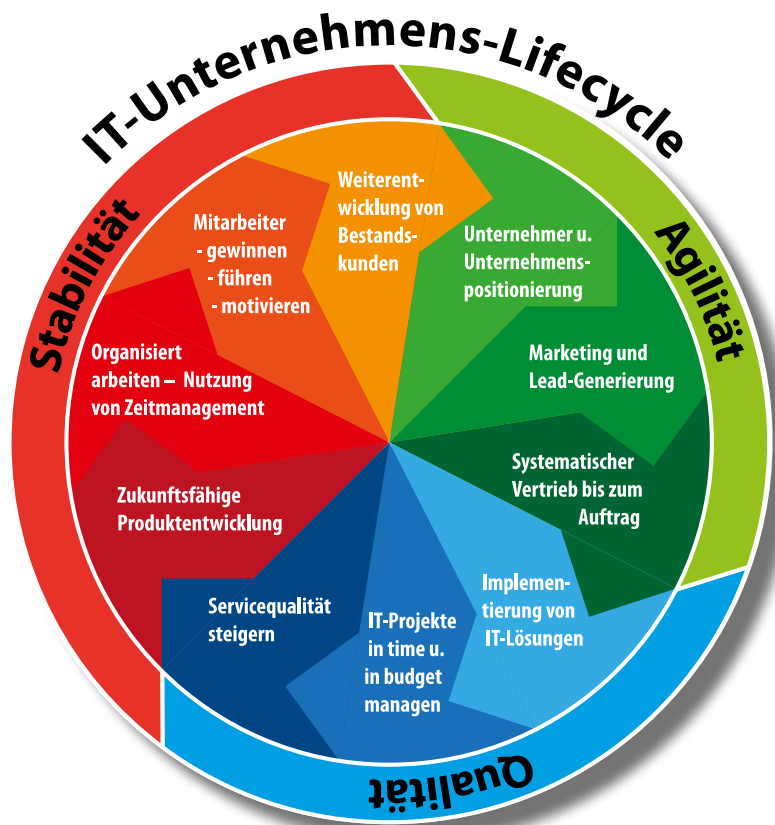 IT-Unternehmens-Lifecycle
Agilität
Qualität
Stabilität
Weiterent-
wicklung von
Bestands-
kunden
Unternehmer u.
Unternehmens-
positionierung
Marketing und
Lead-Generierung
Systematischer
Vertrieb bis zum
Auftrag
Implemen-
tierung von
IT-Lösungen
IT-Projekte
in time u.
in budget
managen
Servicequalität
steigern
Zukunftsfähige
Produktentwicklung
Organisiert
arbeiten – Nutzung
von Zeitmanagement
Mitarbeiter
- gewinnen
- führen
- motivieren